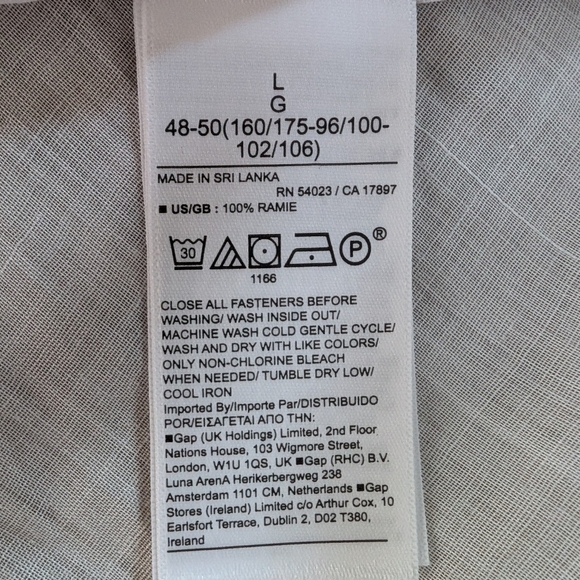 L
G
48-50(160/175-96/100-
102/106)
MADE IN SRI LANKA
RN 54023 / CA 17897
■ US/GB : 100% RAMIE
30
P
®
1166
CLOSE ALL FASTENERS BEFORE
WASHING/ WASH INSIDE OUT/
MACHINE WASH COLD GENTLE CYCLE/
WASH AND DRY WITH LIKE COLORS/
ONLY NON-CHLORINE BLEACH
WHEN NEEDED/ TUMBLE DRY LOW/
COOL IRON
Imported By/Importe Par/DISTRIBUIDO
POR/ΕΙΣΑΓΕΤΑΙ ΑΠΟ ΤΗΝ:
■Gap (UK Holdings) Limited, 2nd Floor
Nations House, 103 Wigmore Street,
London, W1U 1QS, UK ■Gap (RHC) B.V.
Luna ArenA Herikerbergweg 238
Amsterdam 1101 CM, Netherlands ■Gap
Stores (Ireland) Limited c/o Arthur Cox, 10
Earlsfort Terrace, Dublin 2, D02 T380,
Ireland